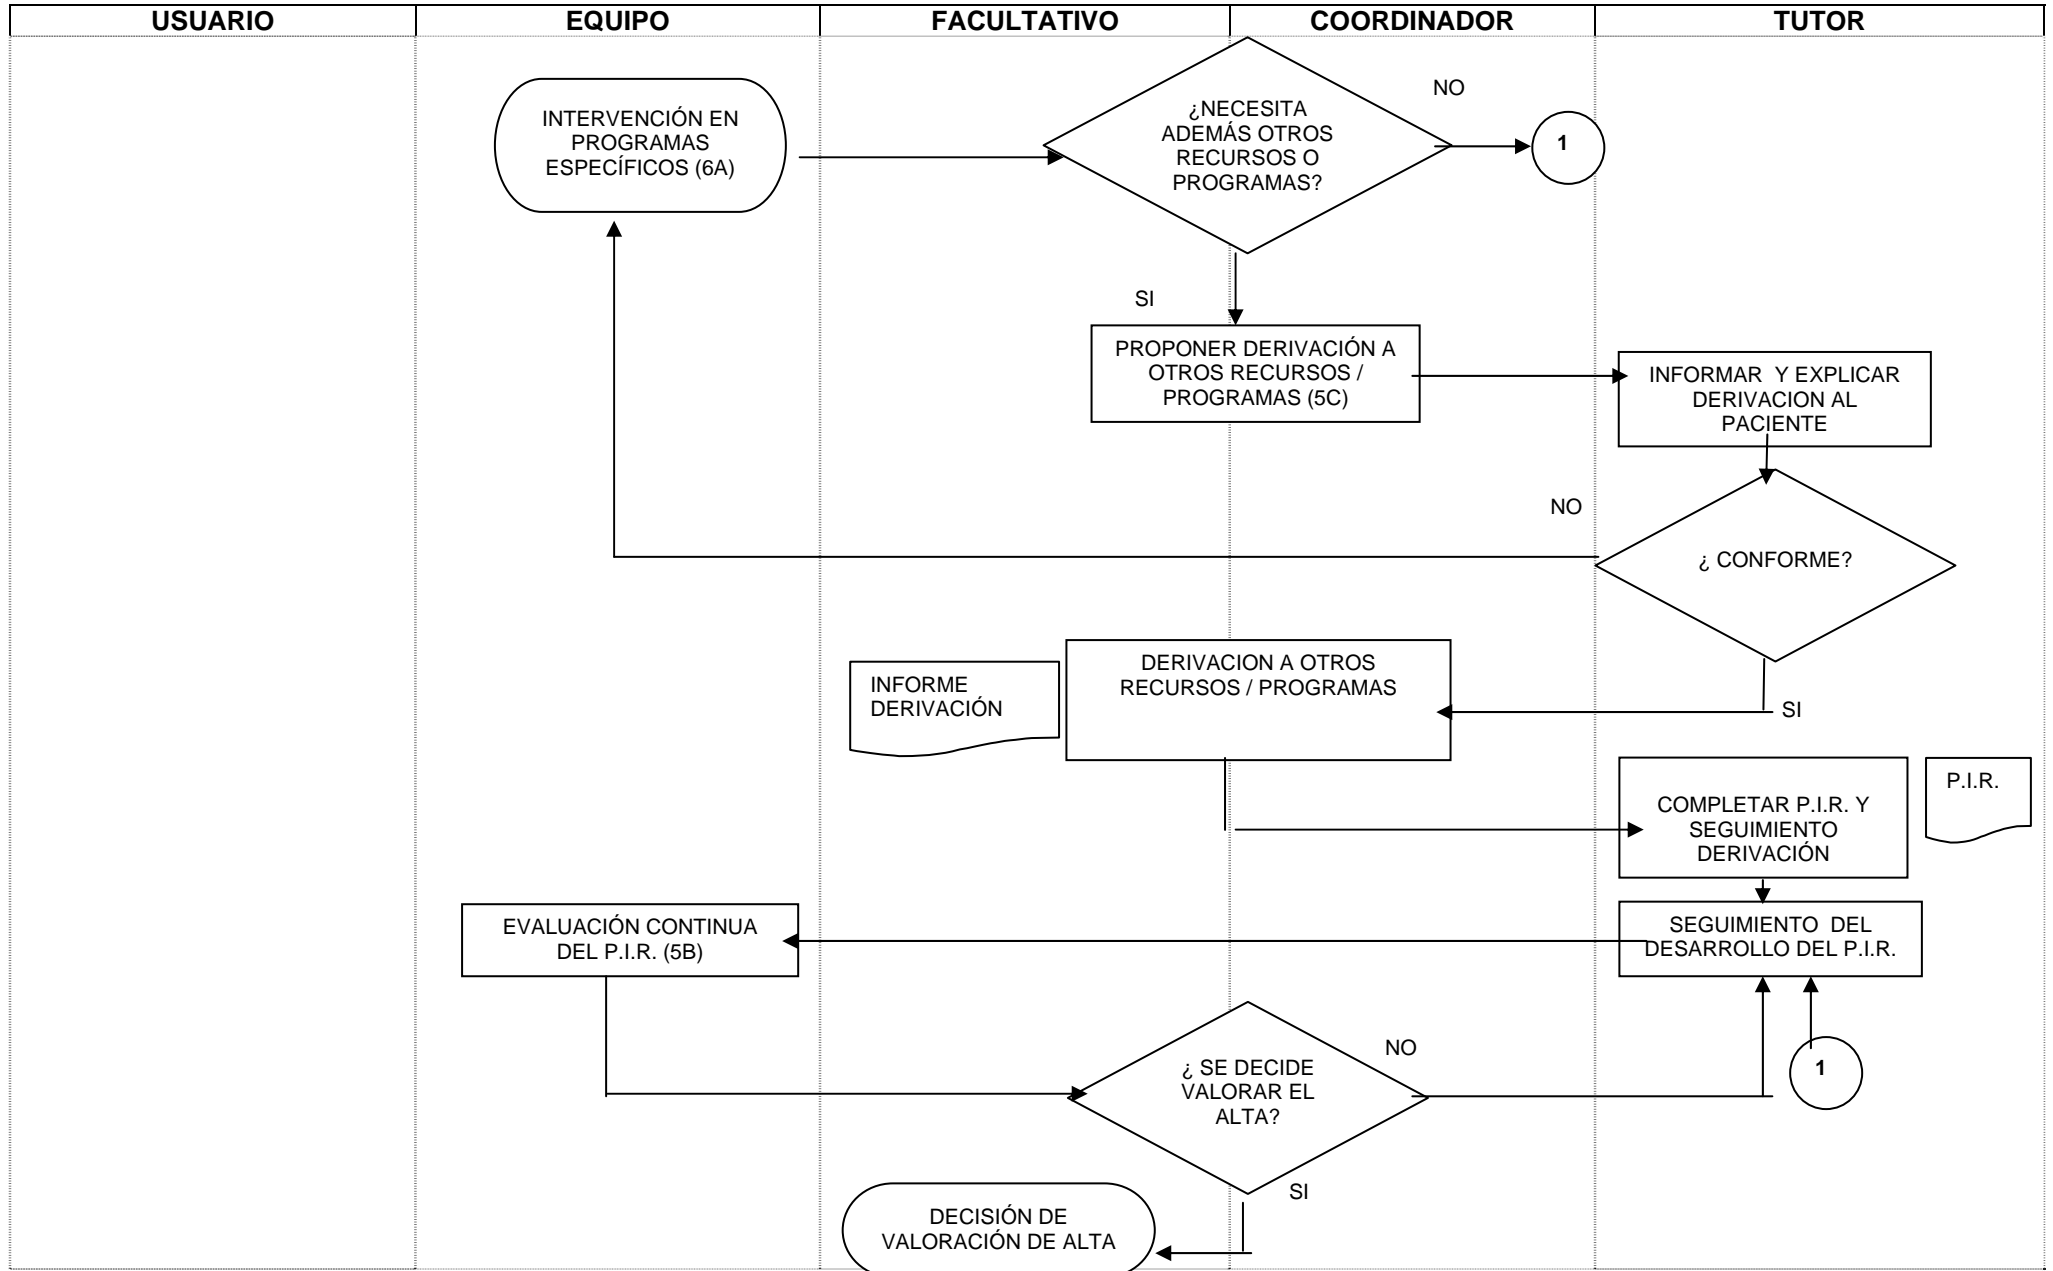 USUARIO EQUIPO FACULTATIVO COORDINADOR TUTOR
INTERVENCIÓN EN
PROGRAMAS
ESPECÍFICOS (6A)
¿NECESITA
ADEMÁS OTROS
RECURSOS O
PROGRAMAS?
NO
1
SI
PROPONER DERIVACIÓN A
OTROS RECURSOS /
PROGRAMAS (5C)
INFORMAR  Y EXPLICAR
DERIVACION AL
PACIENTE
NO
¿ CONFORME?
SI
DERIVACION A OTROS
RECURSOS / PROGRAMAS
INFORME
DERIVACIÓN
COMPLETAR P.I.R. Y
SEGUIMIENTO
DERIVACIÓN
P.I.R.
SEGUIMIENTO  DEL
DESARROLLO DEL P.I.R.
EVALUACIÓN CONTINUA
DEL P.I.R. (5B)
¿ SE DECIDE
VALORAR EL
ALTA?
NO
1
SI
DECISIÓN DE
VALORACIÓN DE ALTA